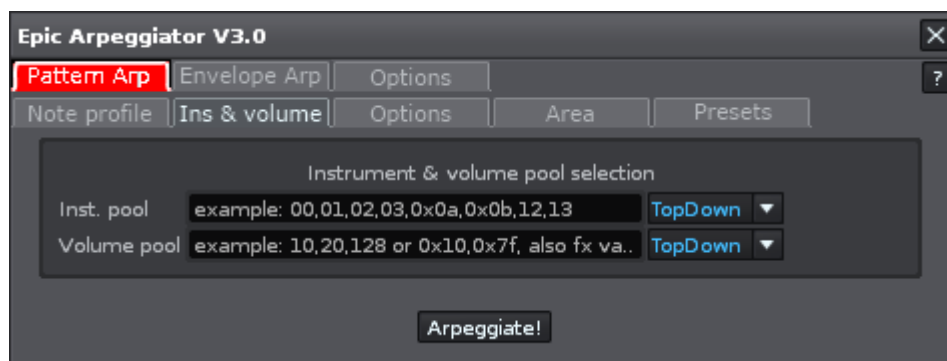 Epic Arpeggiator V3.0
Pattern Arp Envelope Arp Options ?
Note profile Ins & volume Options Area Presets
Instrument & volume pool selection
Inst. pool example: 00,01,02,03,0x0a,0x0b,12,13 TopDown
Volume pool example: 10,20,128 or 0x10,0x7f, also fx va.. TopDown
Arpeggiate!